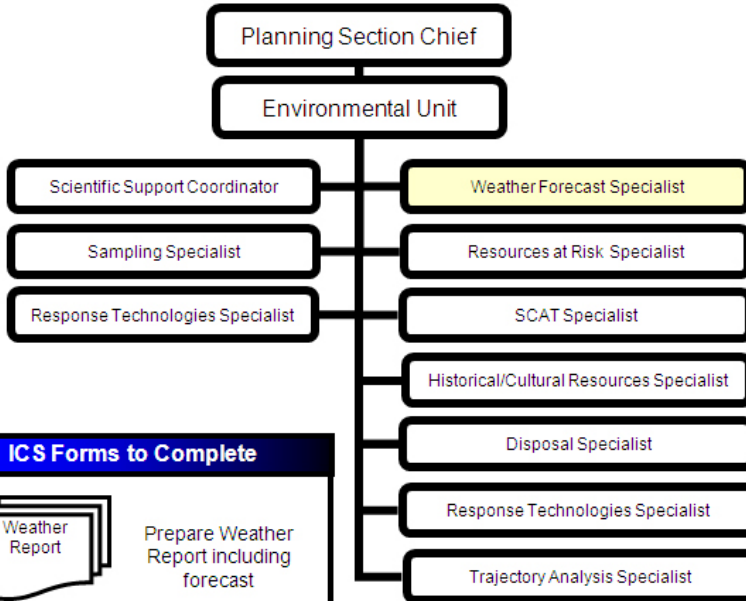 Planning Section Chief
Environmental Unit
Scientific Support Coordinator
Weather Forecast Specialist
Sampling Specialist
Resources at Risk Specialist
Response Technologies Specialist
SCAT Specialist
Historical/Cultural Resources Specialist
Disposal Specialist
Response Technologies Specialist
Trajectory Analysis Specialist
ICS Forms to Complete
Weather
Report
Prepare Weather
Report including
forecast